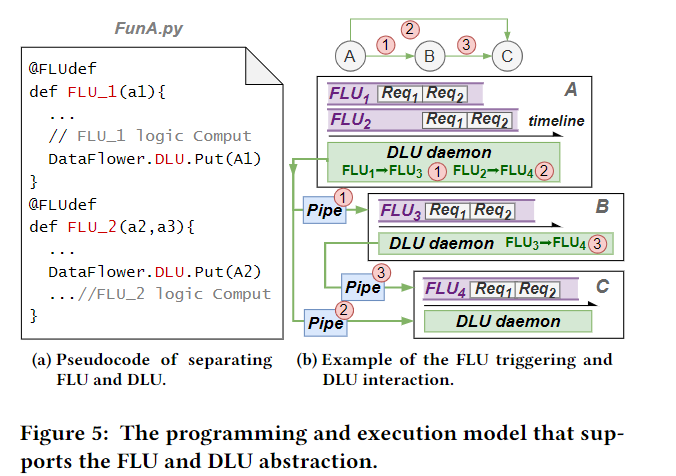 FunA.py
@FLUdef
def FLU_1(a1){
...
// FLU_1 logic Comput
DataFlower.DLU.Put(A1)
}
@FLUdef
def FLU_2(a2,a3){
...
DataFlower.DLU.Put(A2)
...//FLU_2 logic Comput
}
(a) Pseudocode of separating
FLU and DLU.
2
1
3
A
B
C
A
FLU1 Req1 Req2
FLU2 Req1 Req2 timeline
DLU daemon
FLU1→FLU3 1 FLU2→FLU4 2
Pipe 1
B
FLU3 Req1 Req2
DLU daemon FLU3→FLU4 3
Pipe 3
C
FLU4 Req1 Req2
Pipe 2
DLU daemon
(b) Example of the FLU triggering and
DLU interaction.
Figure 5: The programming and execution model that sup-
ports the FLU and DLU abstraction.